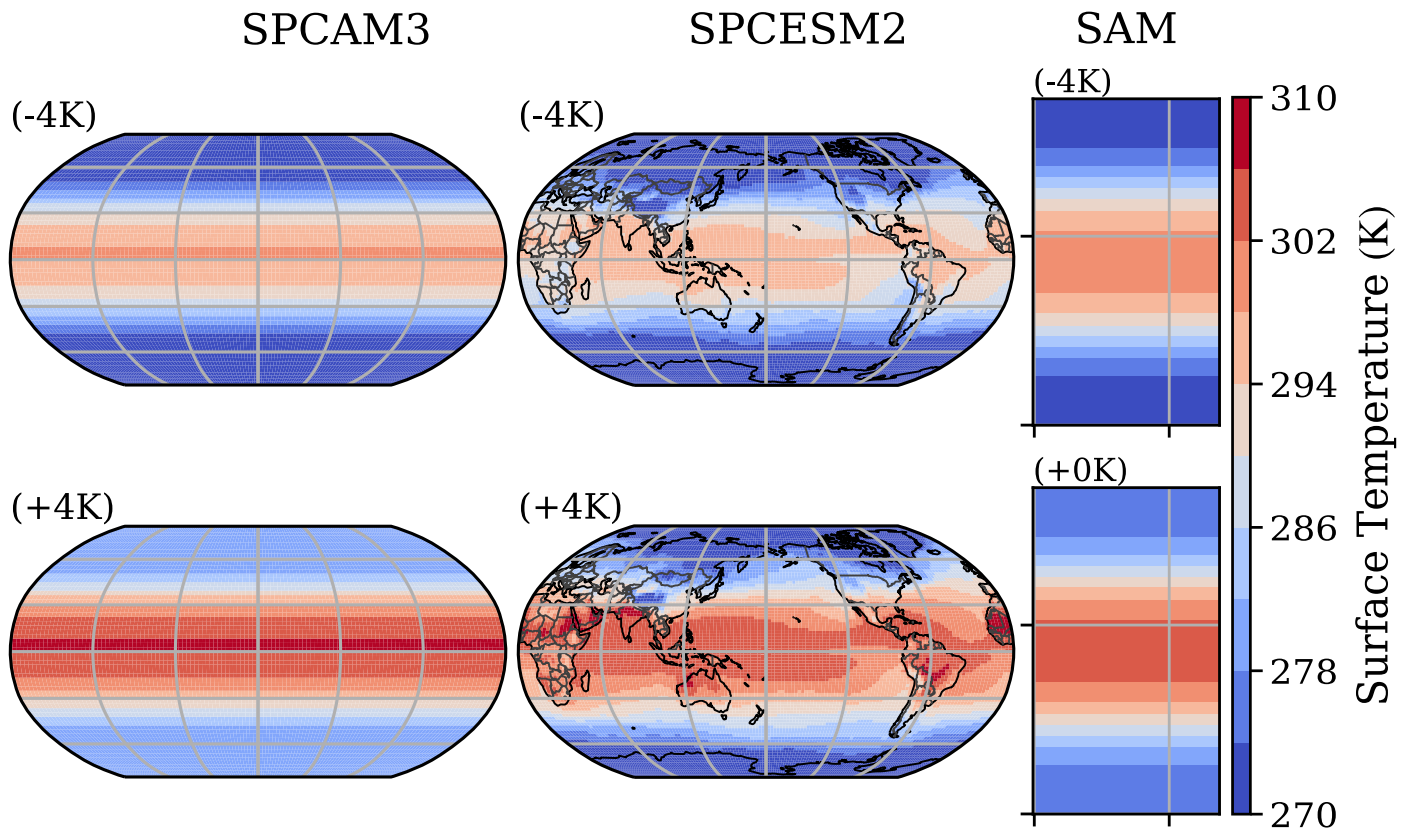 SPCAM3
SPCESM2
SAM
(-4K)
(-4K)
(-4K)
(+4K)
(+4K)
(+0K)
310
302
294
286
278
270
Surface Temperature (K)